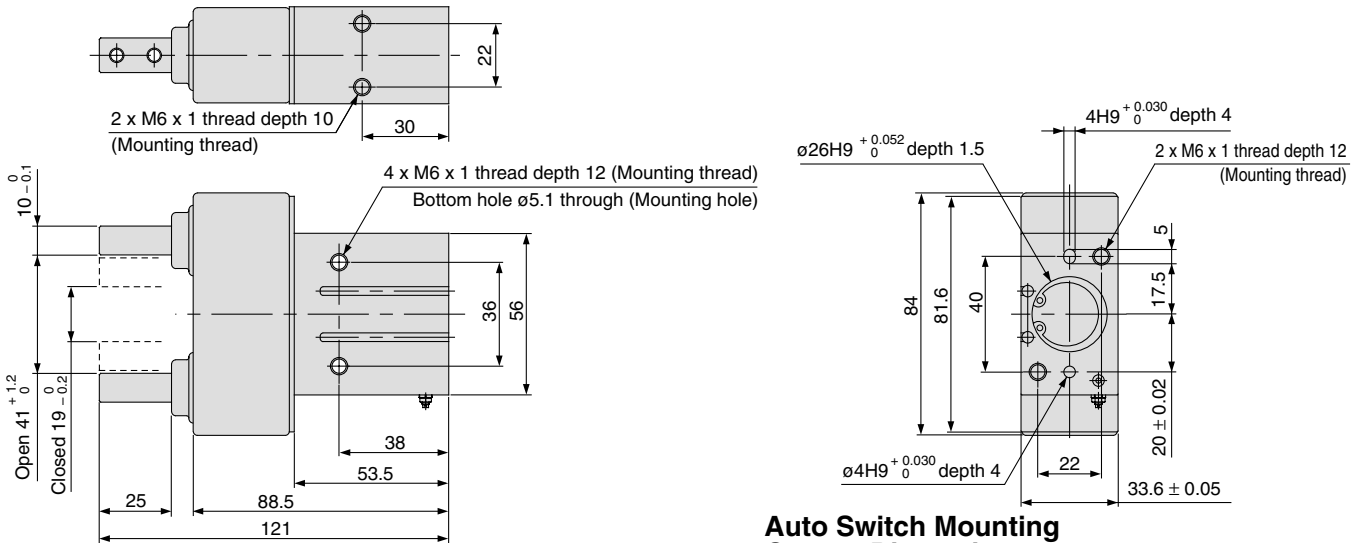 22
2 x M6 x 1 thread depth 10
(Mounting thread)
30
10 0 -0.1
4 x M6 x 1 thread depth 12 (Mounting thread)
Bottom hole ø5.1 through (Mounting hole)
36
56
Open 41 +1.2 0
Closed 19 0 -0.2
38
53.5
25
88.5
121
4H9 +0.030 0 depth 4
ø26H9 +0.052 0 depth 1.5
2 x M6 x 1 thread depth 12
(Mounting thread)
5
17.5
40
81.6
84
20 ± 0.02
ø4H9 +0.030 0 depth 4
22
33.6 ± 0.05
Auto Switch Mounting